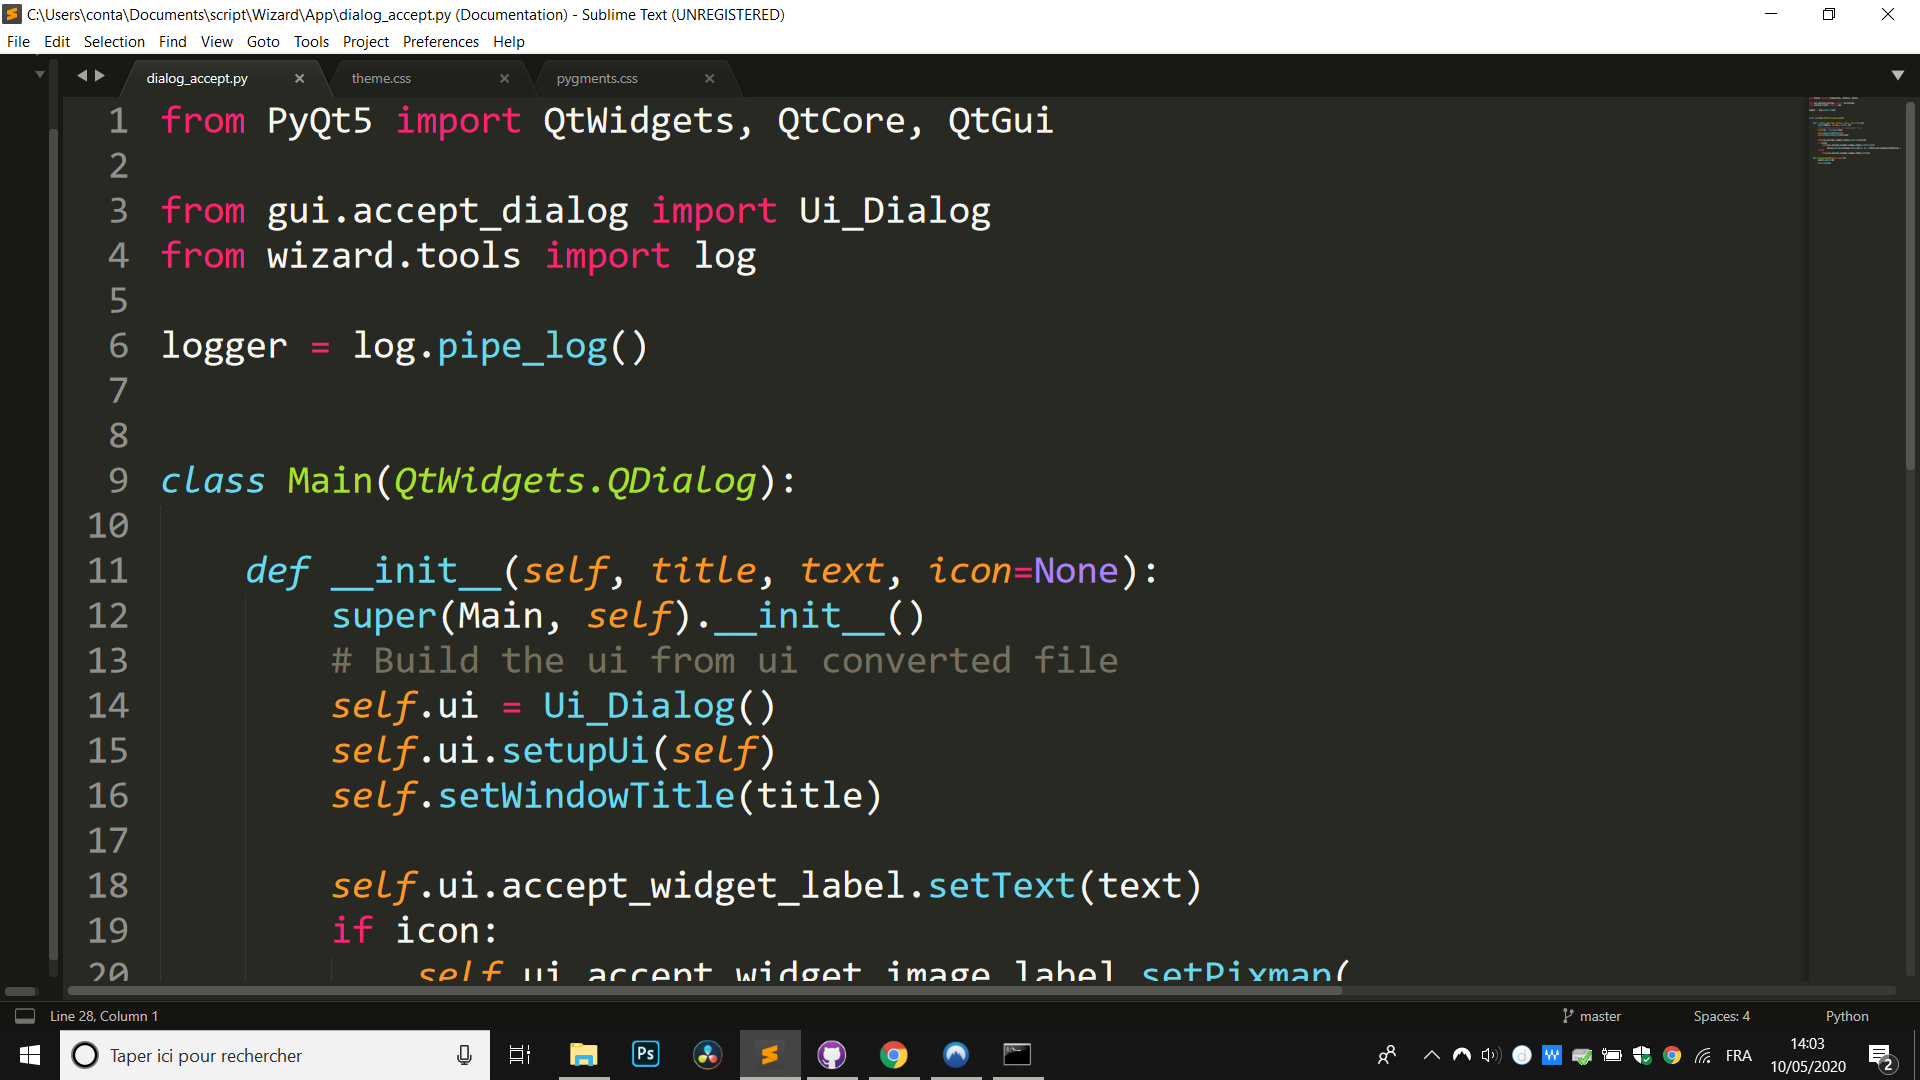 C:\Users\conta\Documents\script\Wizard\App\dialog_accept.py (Documentation) - Sublime Text (UNREGISTERED)
File Edit Selection Find View Goto Tools Project Preferences Help
dialog_accept.py theme.css pygments.css
1 from PyQt5 import QtWidgets, QtCore, QtGui
2
3 from gui.accept_dialog import Ui_Dialog
4 from wizard.tools import log
5
6 logger = log.pipe_log()
7
8
9 class Main(QtWidgets.QDialog):
10
11     def __init__(self, title, text, icon=None):
12         super(Main, self).__init__()
13         # Build the ui from ui converted file
14         self.ui = Ui_Dialog()
15         self.ui.setupUi(self)
16         self.setWindowTitle(title)
17
18         self.ui.accept_widget_label.setText(text)
19         if icon:
20             self.ui.accept_widget_image_label.setPixmap(
Line 28, Column 1 master Spaces: 4 Python
Taper ici pour rechercher Ps FRA 14:03
10/05/2020 2